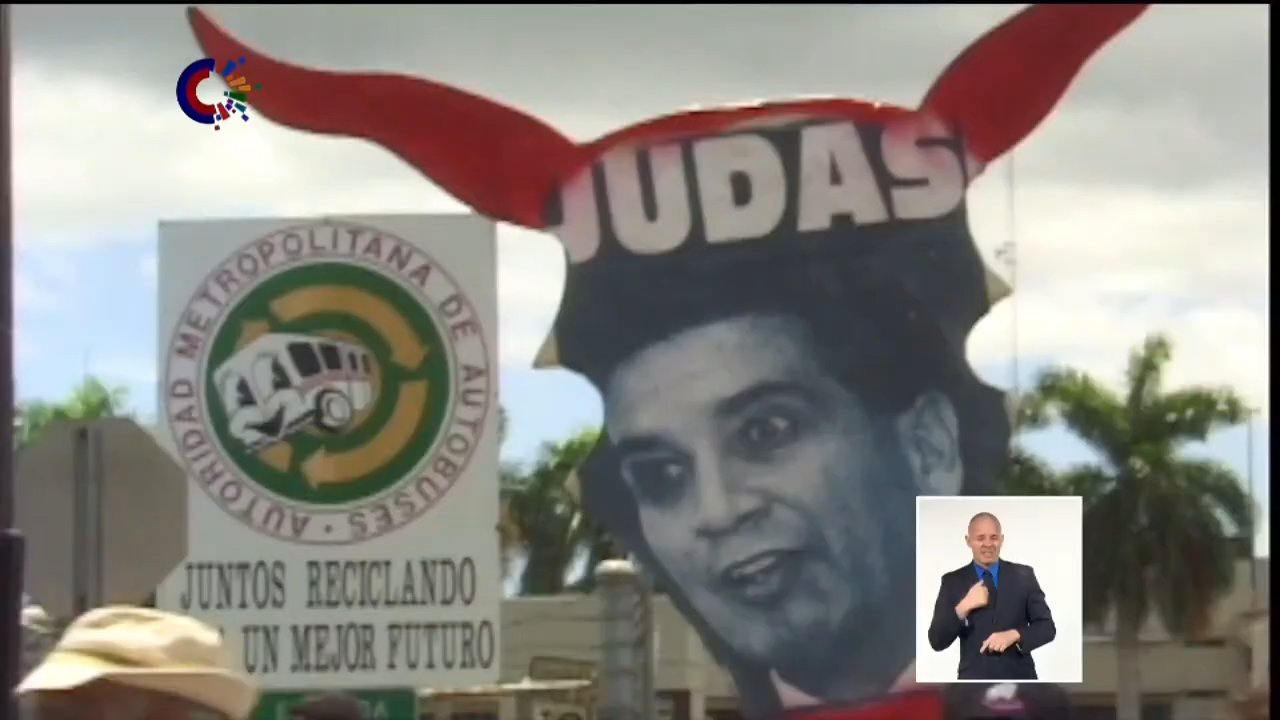 JUDAS
AUTORIDAD METROPOLITANA DE AUTOBUSES
JUNTOS RECICLANDO
UN MEJOR FUTURO